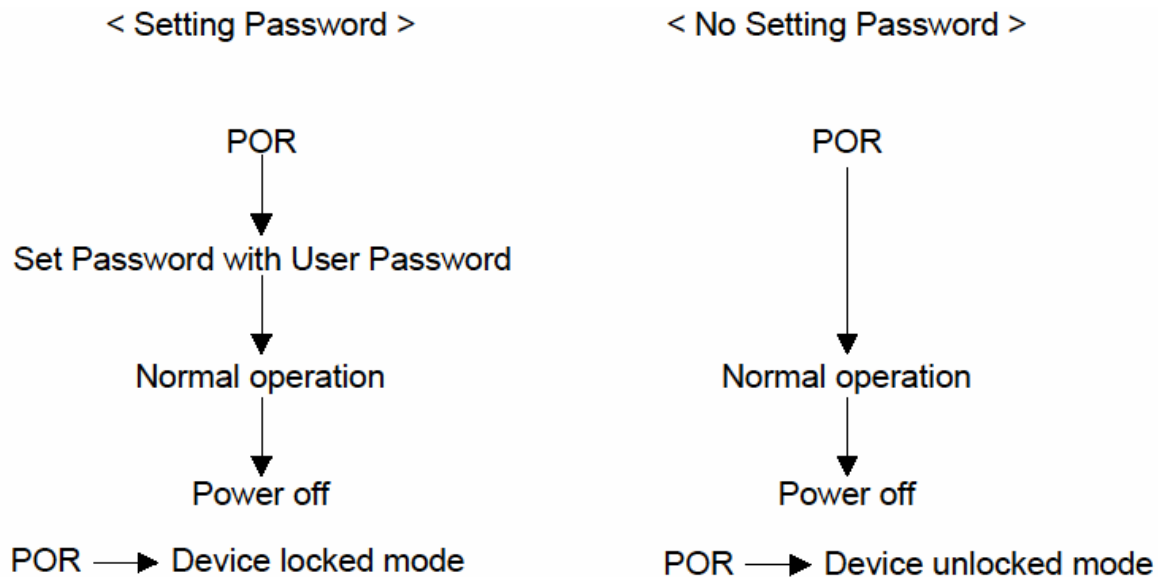 < Setting Password >
POR
Set Password with User Password
Normal operation
Power off
POR Device locked mode
< No Setting Password >
POR
Normal operation
Power off
POR Device unlocked mode